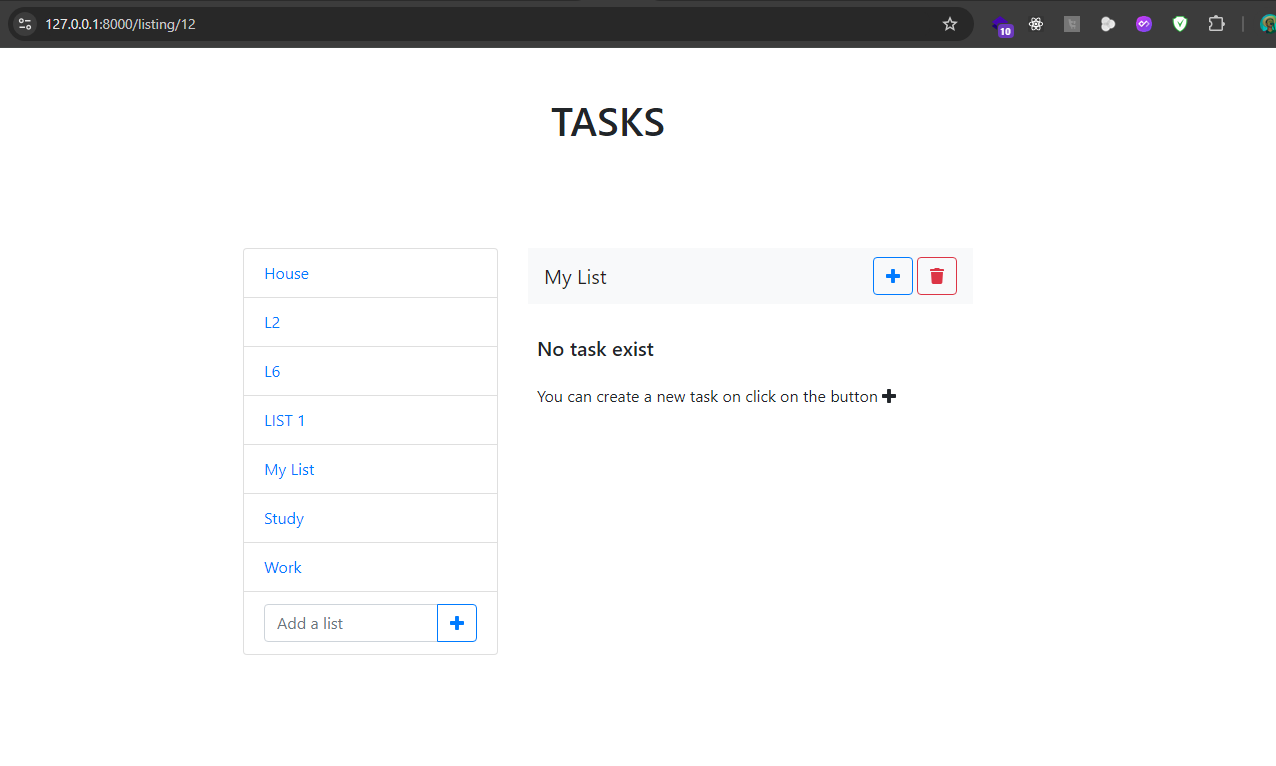 127.0.0.1:8000/listing/12
10
TASKS
House
L2
L6
LIST 1
My List
Study
Work
Add a list
My List
No task exist
You can create a new task on click on the button